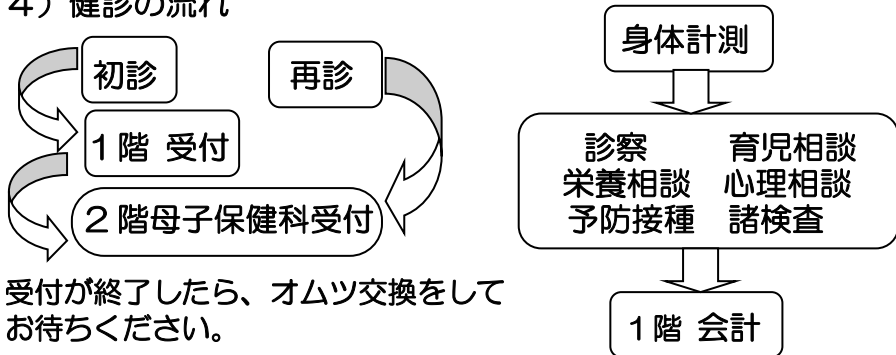 4）健診の流れ
初診
再診
1階 受付
2階母子保健科受付
受付が終了したら、オムツ交換をして
お待ちください。
身体計測
診察 育児相談
栄養相談 心理相談
予防接種 諸検査
1階 会計